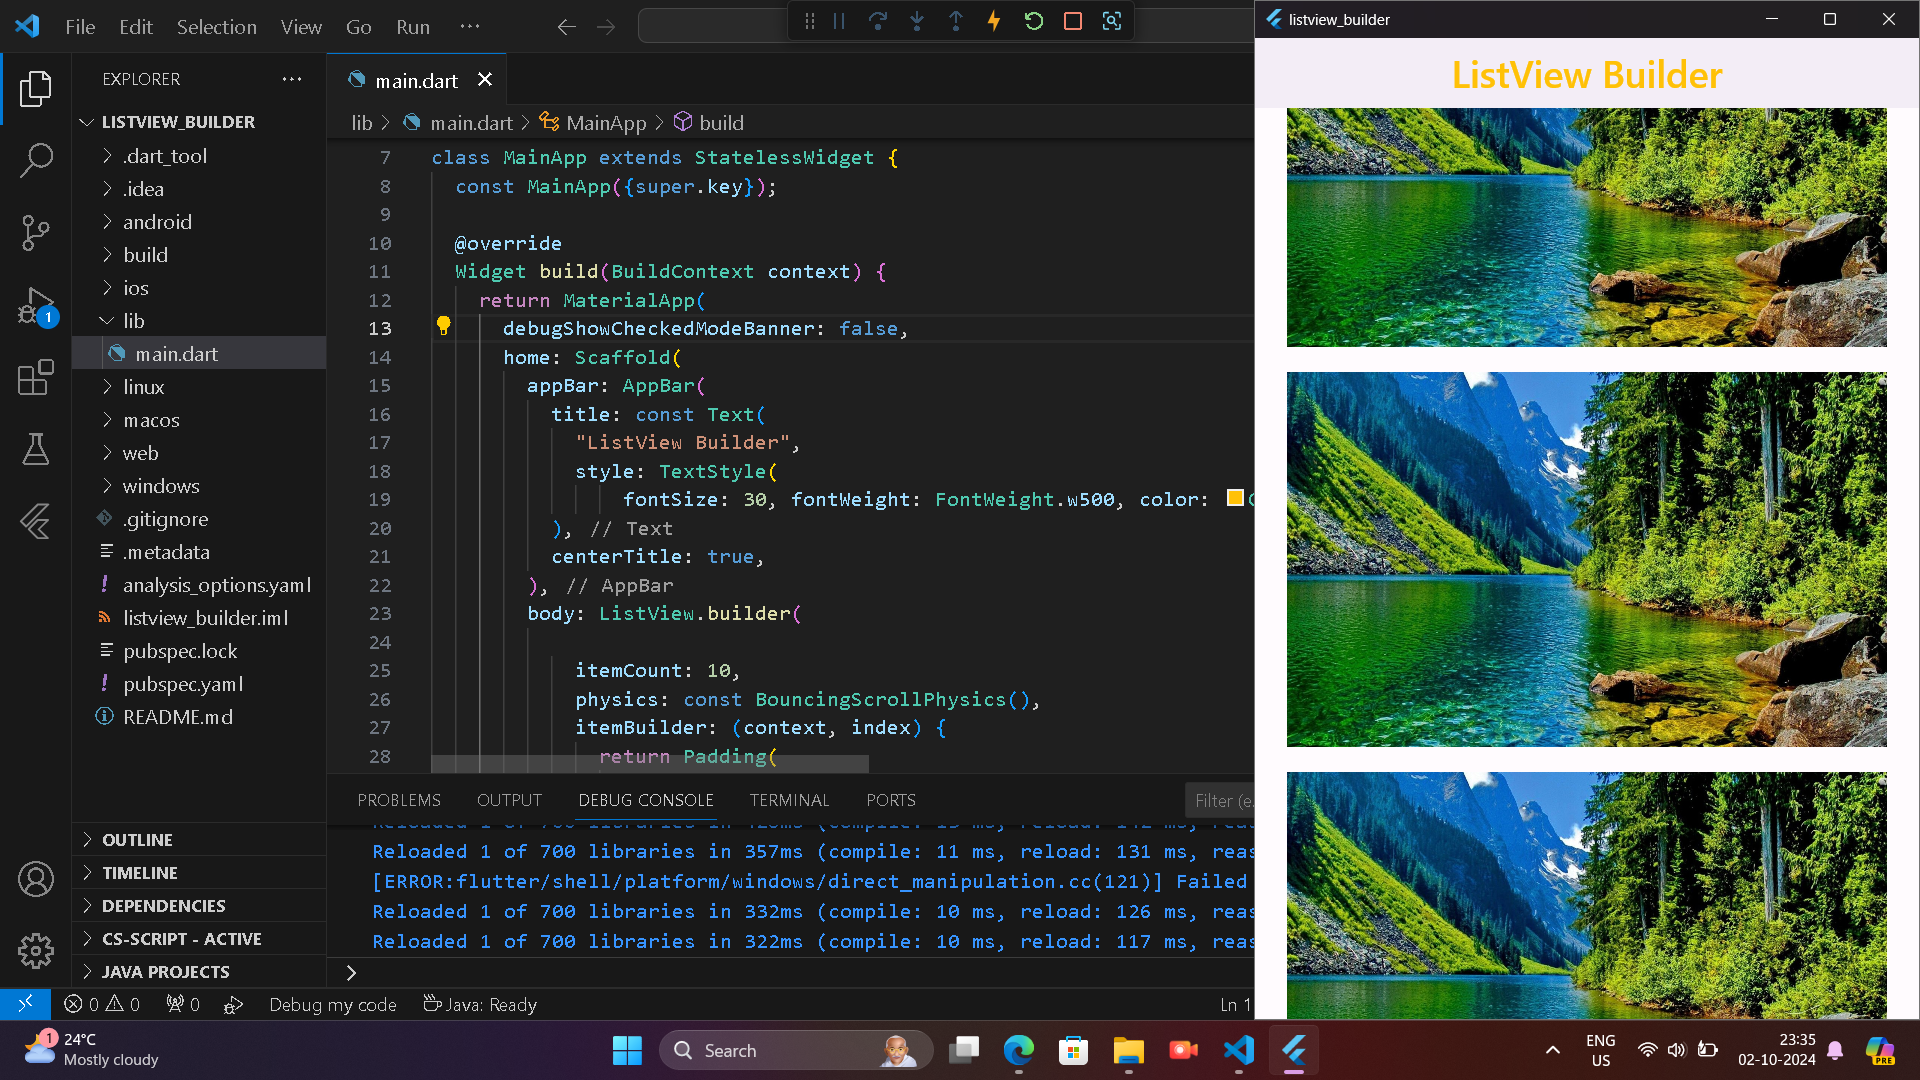 File Edit Selection View Go Run ···
listview_builder
EXPLORER
main.dart
ListView Builder
LISTVIEW_BUILDER
.dart_tool
.idea
android
build
ios
lib
main.dart
linux
macos
web
windows
.gitignore
.metadata
analysis_options.yaml
listview_builder.iml
pubspec.lock
pubspec.yaml
README.md
OUTLINE
TIMELINE
DEPENDENCIES
CS-SCRIPT - ACTIVE
JAVA PROJECTS
1
lib > main.dart > MainApp > build
7 class MainApp extends StatelessWidget {
8 const MainApp({super.key});
9
10 @override
11 Widget build(BuildContext context) {
12 return MaterialApp(
13 debugShowCheckedModeBanner: false,
14 home: Scaffold(
15 appBar: AppBar(
16 title: const Text(
17 "ListView Builder",
18 style: TextStyle(
19 fontSize: 30, fontWeight: FontWeight.w500, color:
20 ), // Text
21 centerTitle: true,
22 ), // AppBar
23 body: ListView.builder(
24
25 itemCount: 10,
26 physics: const BouncingScrollPhysics(),
27 itemBuilder: (context, index) {
28 return Padding(
PROBLEMS OUTPUT DEBUG CONSOLE TERMINAL PORTS
Filter (e.
Reloaded 1 of 700 libraries in 357ms (compile: 11 ms, reload: 131 ms, reas
[ERROR:flutter/shell/platform/windows/direct_manipulation.cc(121)] Failed
Reloaded 1 of 700 libraries in 332ms (compile: 10 ms, reload: 126 ms, reas
Reloaded 1 of 700 libraries in 322ms (compile: 10 ms, reload: 117 ms, reas
>
0 0 0 Debug my code Java: Ready Ln 1
1
24°C
Mostly cloudy
Search
ENG
US
23:35
02-10-2024
PRE